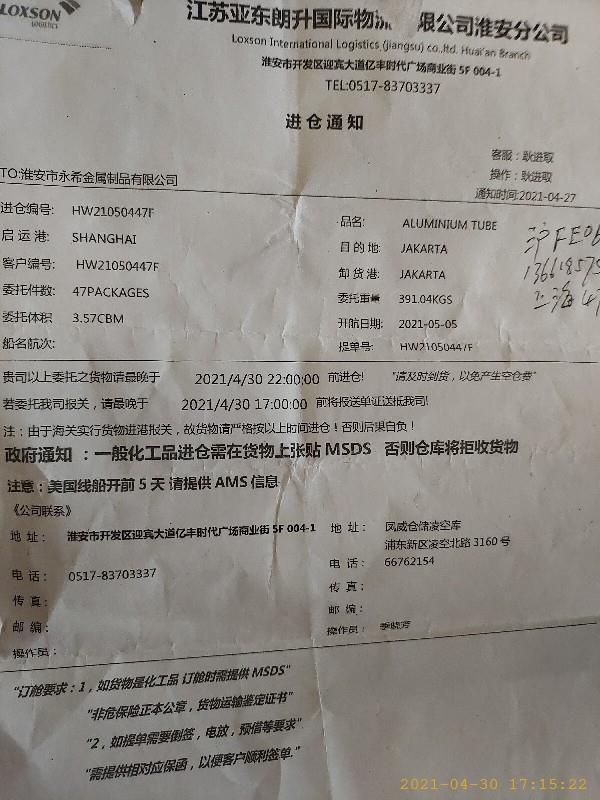 LOXSON
LOGISTICS
江苏亚东朗升国际物流有限公司淮安分公司
Loxson International Logistics (jiangsu) co.,ltd. Huai'an Branch
淮安市开发区迎宾大道亿丰时代广场商业街 5F 004-1
TEL:0517-83703337
进仓通知
客服：耿进取
操作：耿进取
TO:淮安市永希金属制品有限公司
通知时间:2021-04-27
进仓编号: HW21050447F
品名: ALUMINIUM TUBE
启运港: SHANGHAI
目的地: JAKARTA
客户编号: HW21050447F
卸货港: JAKARTA
委托件数: 47PACKAGES
委托重量 391.04KGS
委托体积 3.57CBM
开航日期: 2021-05-05
船名航次:
提单号: HW21050447F
沪FE06
贵司以上委托之货物请最晚于 2021/4/30 22:00:00 前进仓! "请及时到货，以免产生空仓费"
若委托我司报关，请最晚于 2021/4/30 17:00:00 前将报送单证送抵我司!
注：由于海关实行货物进港报关，故货物请严格按以上时间进仓！否则后果自负！
政府通知 ：一般化工品进仓需在货物上张贴 MSDS 否则仓库将拒收货物
注意：美国线船开前 5 天 请提供 AMS 信息
《公司联系》
地址： 淮安市开发区迎宾大道亿丰时代广场商业街 5F 004-1
地址： 凤威仓储凌空库
浦东新区凌空北路 3160 号
电话： 0517-83703337
电话： 66762154
传真：
传真：
邮编：
邮编：
操作员：
操作员： 季晓芳
"订舱要求：1，如货物是化工品 订舱时需提供 MSDS"
"非危保险正本公章，货物运输鉴定证书"
"2，如提单需要倒签，电放，预借等要求"
"需提供相对应保函，以便客户顺利签单."
2021-04-30 17:15:22